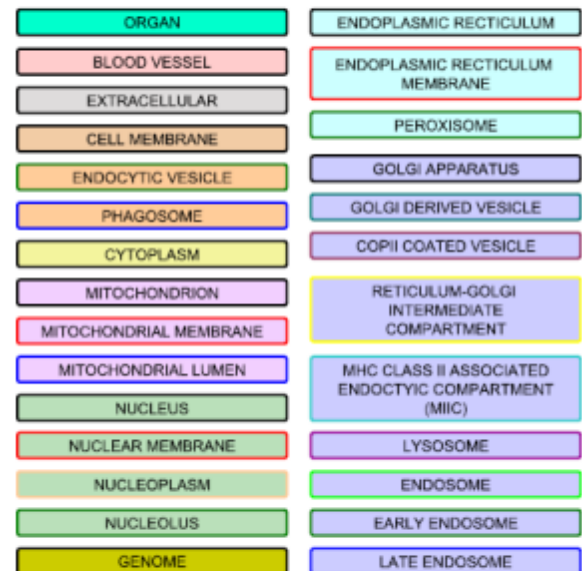 ORGAN
BLOOD VESSEL
EXTRACELLULAR
CELL MEMBRANE
ENDOCYTIC VESICLE
PHAGOSOME
CYTOPLASM
MITOCHONDRION
MITOCHONDRIAL MEMBRANE
MITOCHONDRIAL LUMEN
NUCLEUS
NUCLEAR MEMBRANE
NUCLEOPLASM
NUCLEOLUS
GENOME
ENDOPLASMIC RECTICULUM
ENDOPLASMIC RECTICULUM
MEMBRANE
PEROXISOME
GOLGI APPARATUS
GOLGI DERIVED VESICLE
COPII COATED VESICLE
RETICULUM-GOLGI
INTERMEDIATE
COMPARTMENT
MHC CLASS II ASSOCIATED
ENDOCTYIC COMPARTMENT
(MIIC)
LYSOSOME
ENDOSOME
EARLY ENDOSOME
LATE ENDOSOME